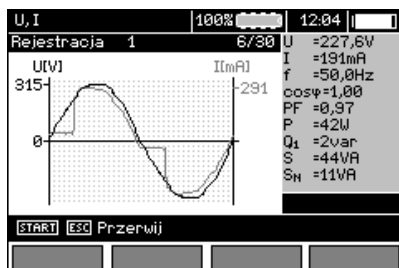 U, I 100% 12:04
Rejestracja 1 6/30
U[V] I[mA]
315 291
0
U =227,6V
I =191mA
f =50,0Hz
cosφ=1,00
PF =0,97
P =42W
Q₁ =2var
S =44VA
Sɴ =11VA
START ESC Przerwij